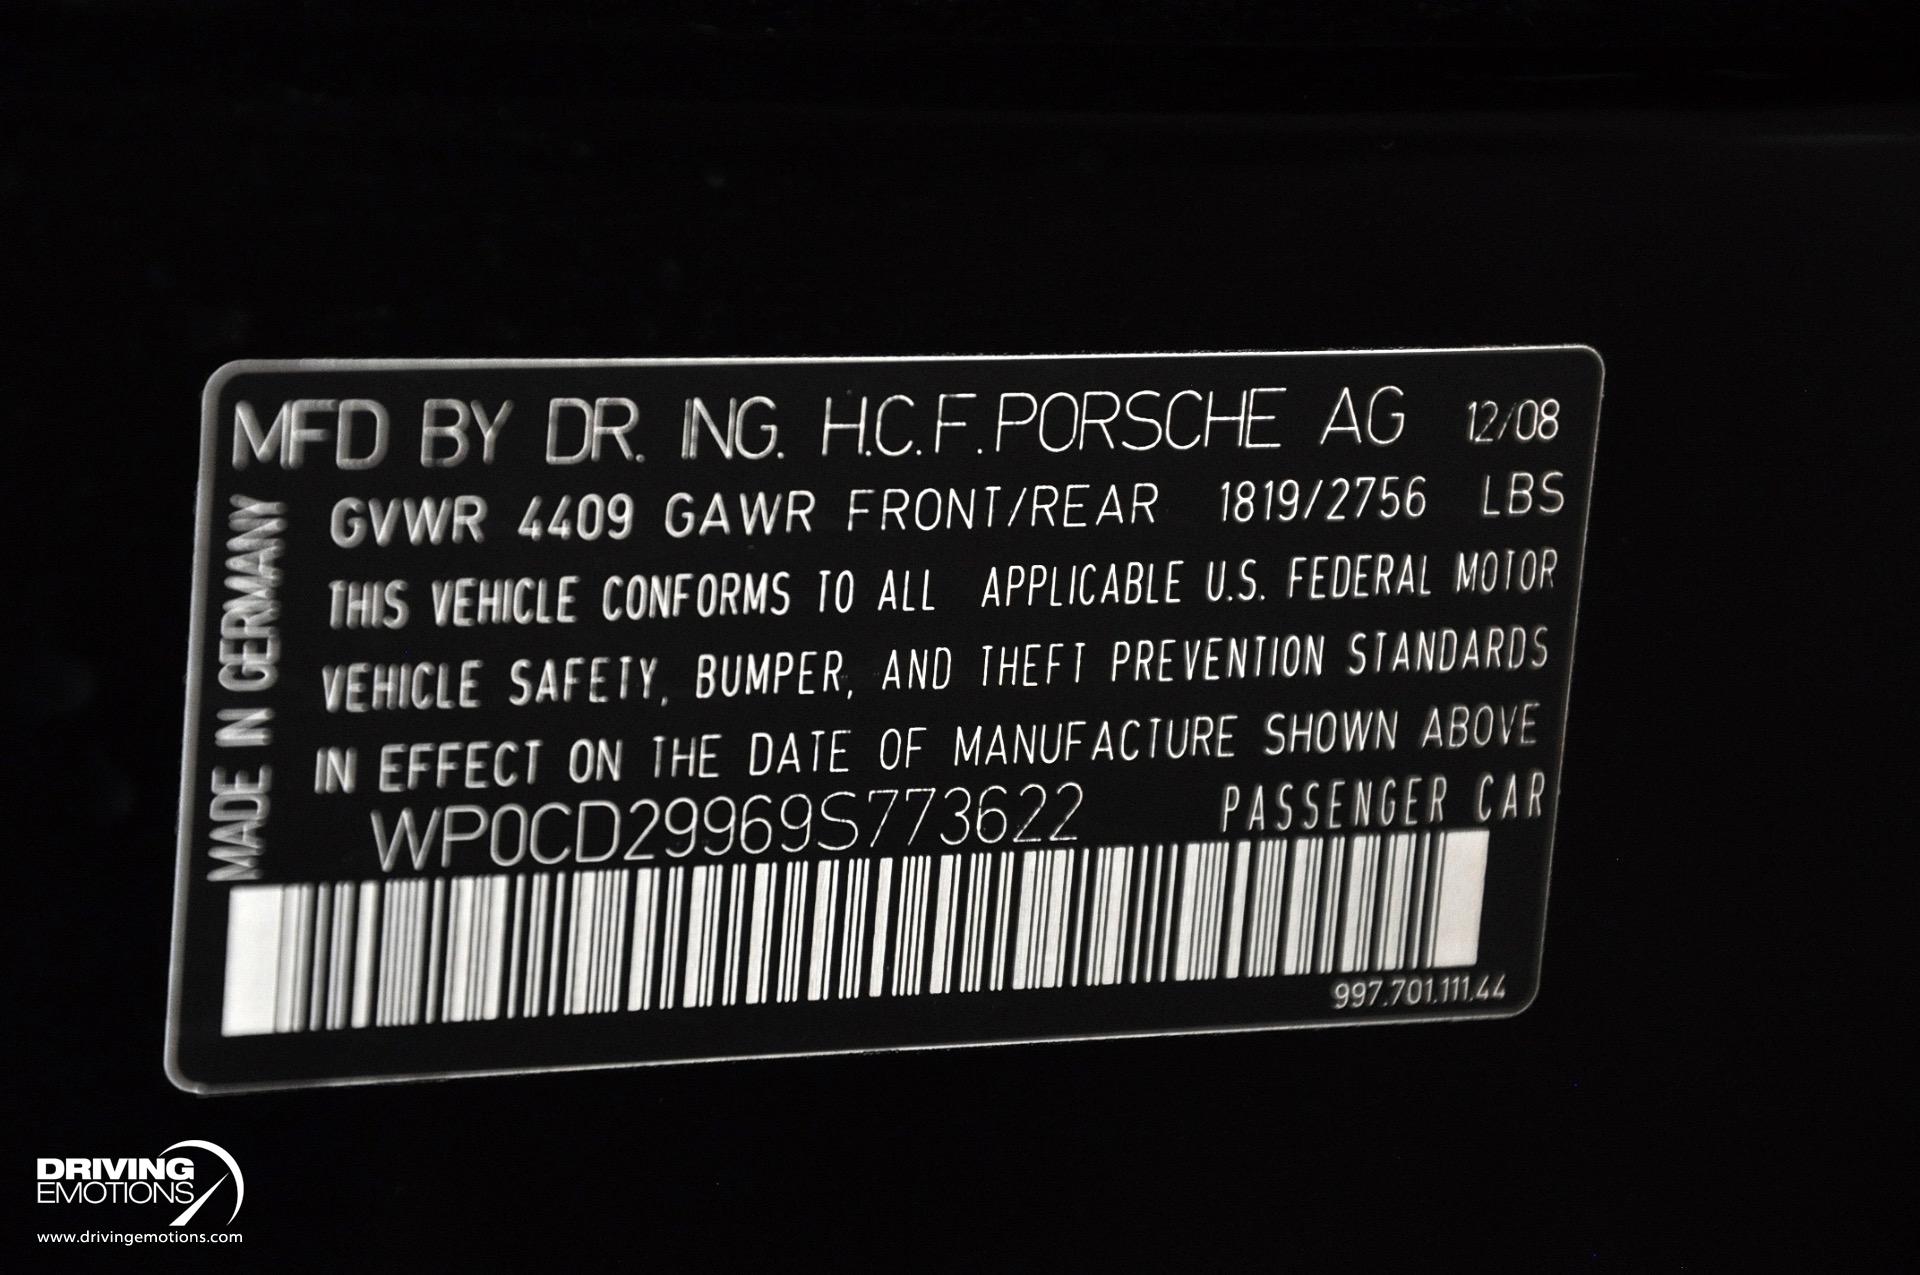 MFD BY DR. ING. H.C.F. PORSCHE AG 12/08
GVWR 4409 GAWR FRONT/REAR 1819/2756 LBS
THIS VEHICLE CONFORMS TO ALL APPLICABLE U.S. FEDERAL MOTOR
VEHICLE SAFETY, BUMPER, AND THEFT PREVENTION STANDARDS
IN EFFECT ON THE DATE OF MANUFACTURE SHOWN ABOVE
WP0CD29969S773622 PASSENGER CAR
MADE IN GERMANY
997.701.111.44
DRIVING
EMOTIONS
www.drivingemotions.com